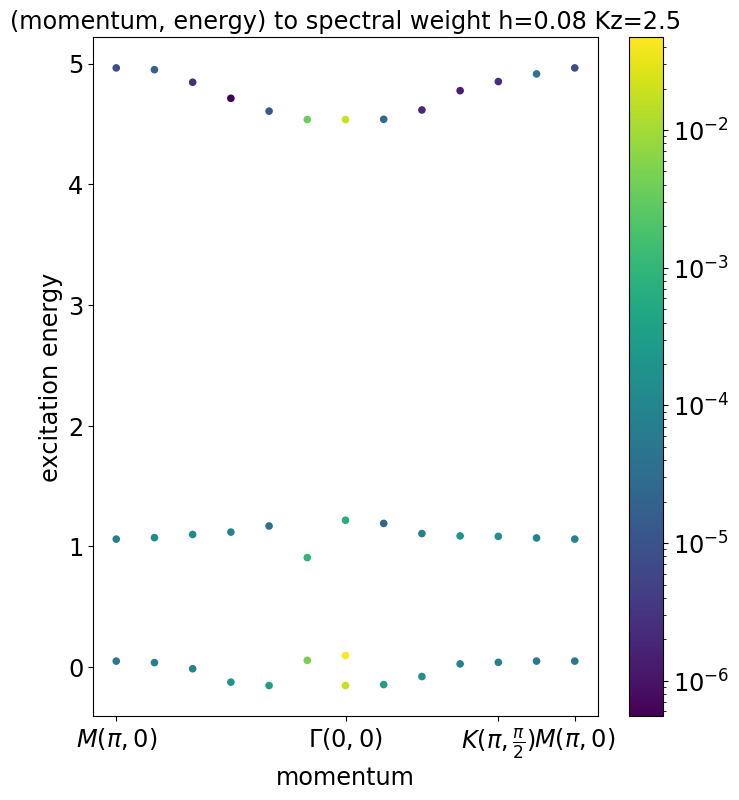 (momentum, energy) to spectral weight h=0.08 Kz=2.5
excitation energy
5
4
3
2
1
0
M(π, 0)
Γ(0, 0)
K(π, π/2)
M(π, 0)
momentum
10⁻²
10⁻³
10⁻⁴
10⁻⁵
10⁻⁶